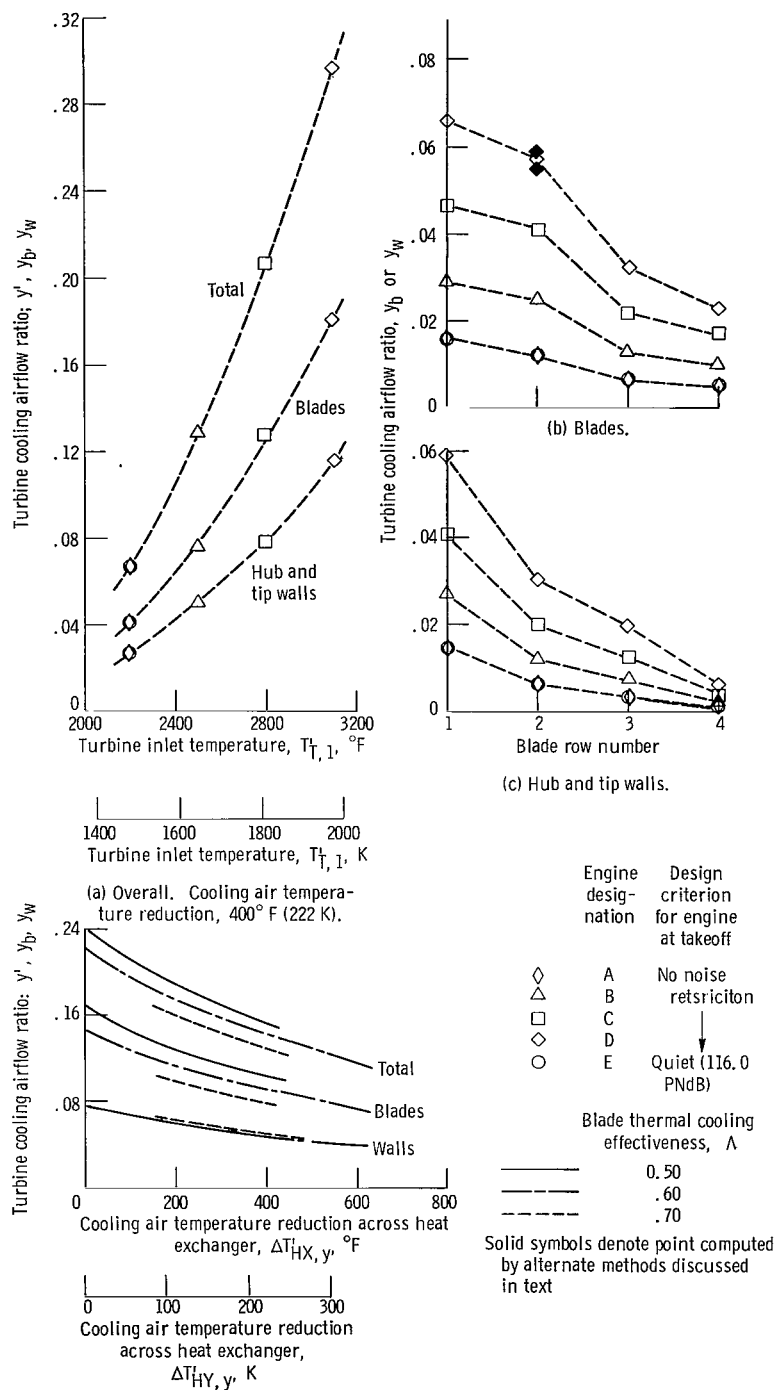 .32
.28
.24
.20
.16
.12
.08
.04
0
Turbine cooling airflow ratio; y', y_b, y_w
Total
Blades
Hub and
tip walls
2000 2400 2800 3200
Turbine inlet temperature, T'_T,1, °F
1400 1600 1800 2000
Turbine inlet temperature, T'_T,1, K
(a) Overall. Cooling air tempera-
ture reduction, 400° F (222 K).
.08
.06
.04
.02
0
(b) Blades.
Turbine cooling airflow ratio, y_b or y_w
.06
.04
.02
0
1 2 3 4
Blade row number
(c) Hub and tip walls.
.24
.16
.08
Turbine cooling airflow ratio: y', y_b, y_w
Total
Blades
Walls
0 200 400 600 800
Cooling air temperature reduction across heat
exchanger, ΔT'_HX,y, °F
0 100 200 300
Cooling air temperature reduction
across heat exchanger,
ΔT'_HY,y, K
Engine Design
desig- criterion
nation for engine
at takeoff
A No noise
B retsriciton
C
D
E Quiet (116.0
PNdB)
Blade thermal cooling
effectiveness, Λ
0.50
.60
.70
Solid symbols denote point computed
by alternate methods discussed
in text